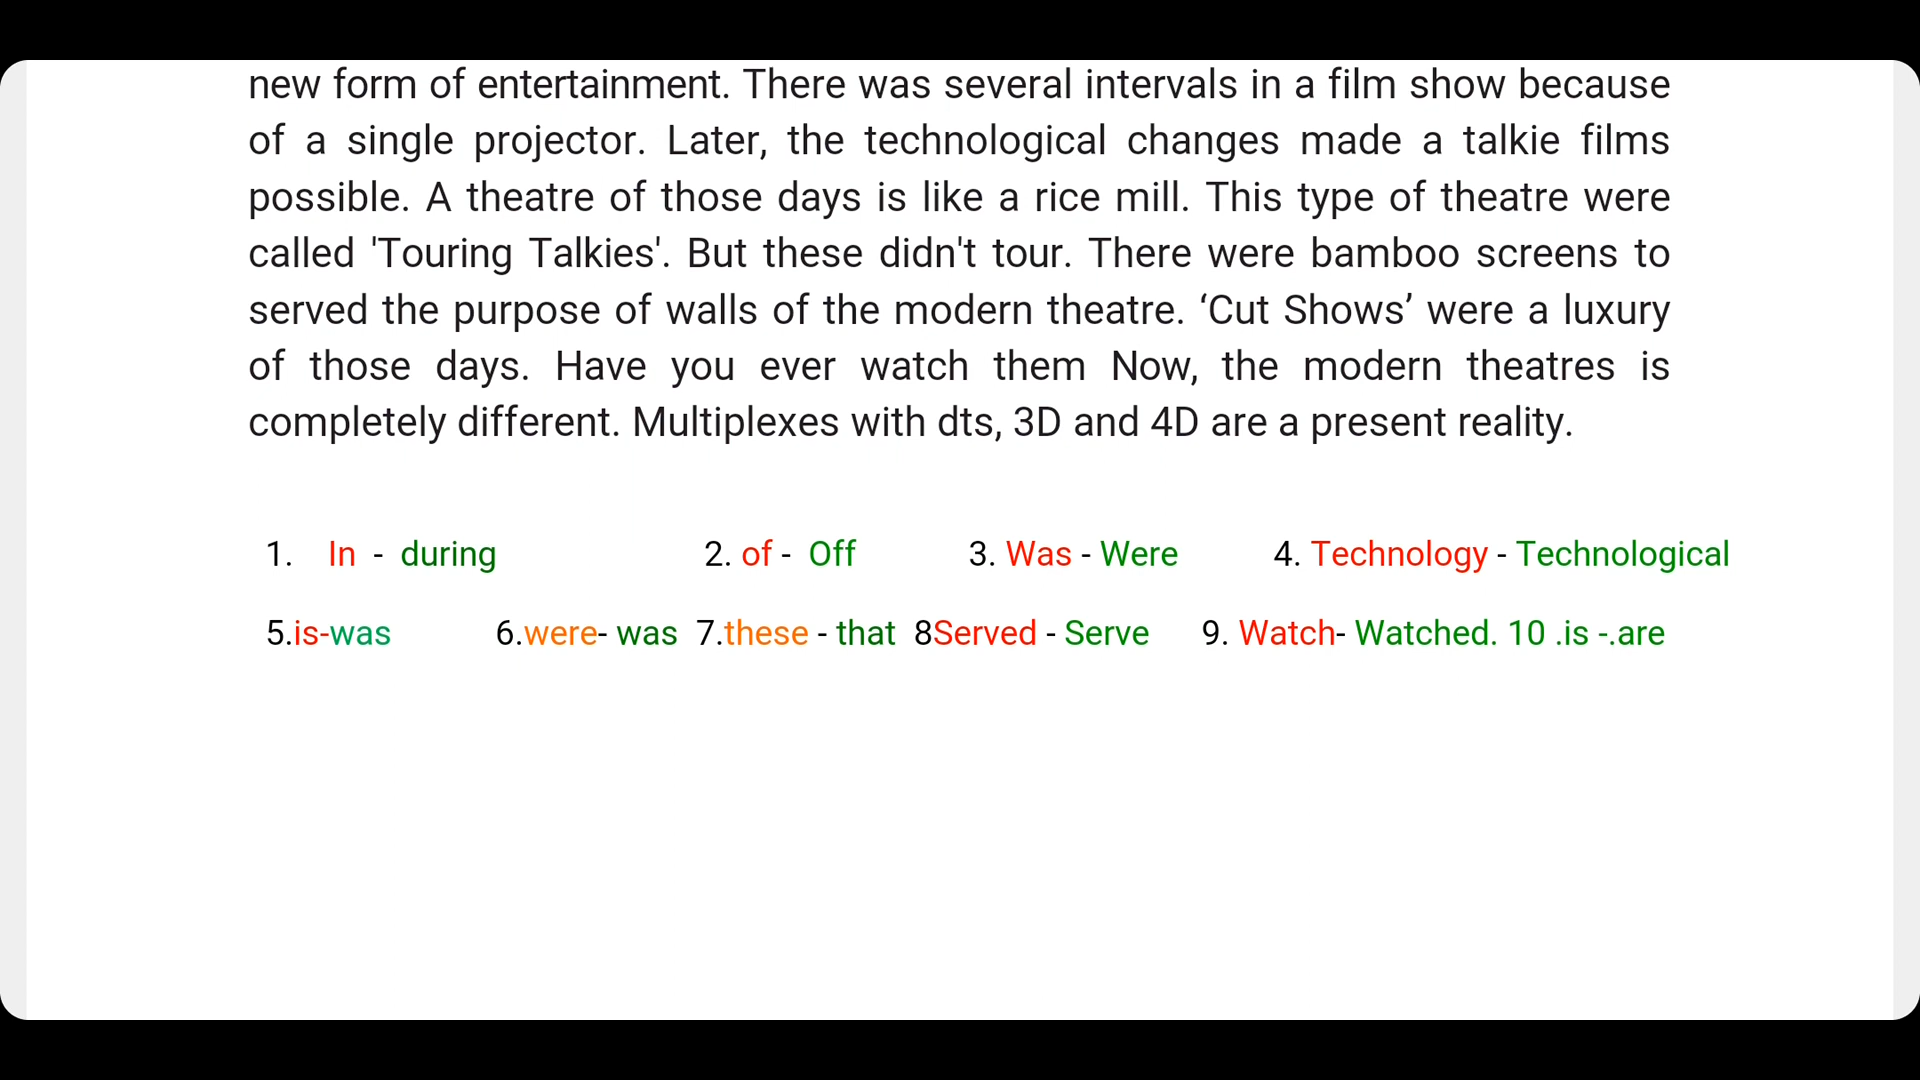 new form of entertainment. There was several intervals in a film show because
of a single projector. Later, the technological changes made a talkie films
possible. A theatre of those days is like a rice mill. This type of theatre were
called 'Touring Talkies'. But these didn't tour. There were bamboo screens to
served the purpose of walls of the modern theatre. ‘Cut Shows’ were a luxury
of those days. Have you ever watch them Now, the modern theatres is
completely different. Multiplexes with dts, 3D and 4D are a present reality.
1. In - during 2. of - Off 3. Was - Were 4. Technology - Technological
5.is-was 6.were- was 7.these - that 8Served - Serve 9. Watch- Watched. 10 .is -.are